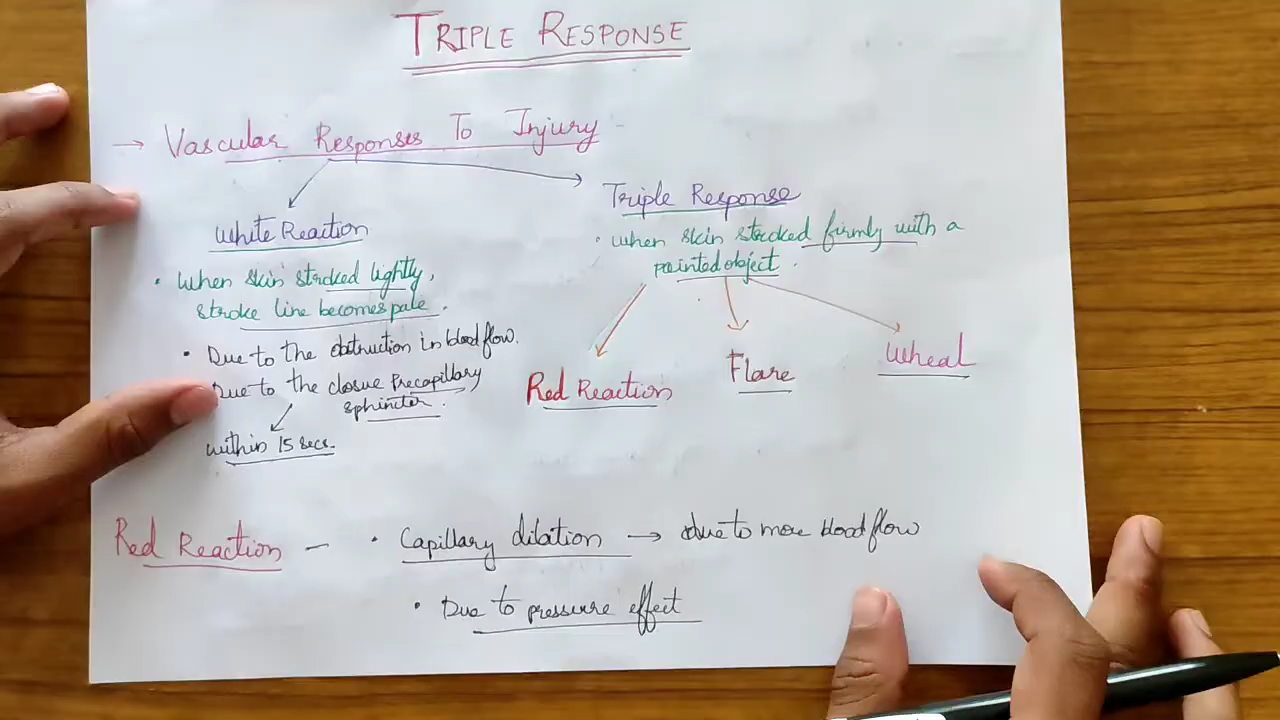 TRIPLE RESPONSE
→ Vascular Responses To Injury
White Reaction
• When skin stroked lightly,
stroke line becomes pale.
• Due to the obstruction in blood flow.
• Due to the closue Precapillary
sphincter.
within 15 secs.
Triple Response
• when skin stroked firmly with a
pointed object.
Red Reaction
Flare
Wheal
Red Reaction — • Capillary dilation → due to more blood flow
• Due to pressure effect